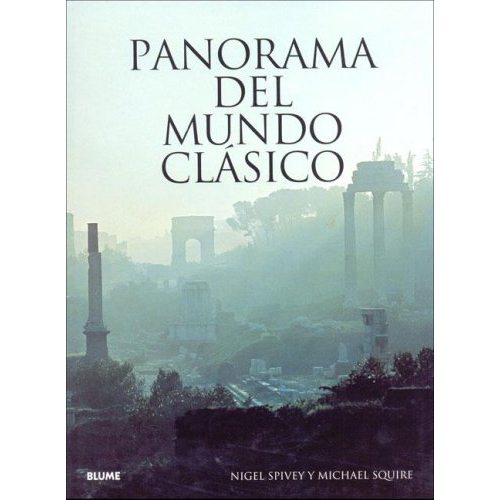 PANORAMA
DEL
MUNDO
CLÁSICO
BLUME
NIGEL SPIVEY Y MICHAEL SQUIRE